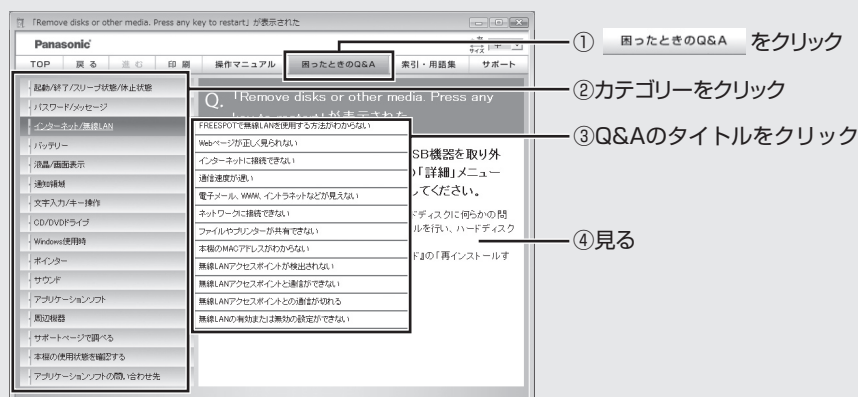 「Remove disks or other media. Press any key to restart」が表示された
Panasonic
文字サイズ 中
TOP 戻る 進む 印刷 操作マニュアル 困ったときのQ&A 索引・用語集 サポート
起動/終了/スリープ状態/休止状態
パスワード/メッセージ
インターネット/無線LAN
バッテリー
液晶/画面表示
通知領域
文字入力/キー操作
CD/DVDドライブ
Windows使用時
ポインター
サウンド
アプリケーションソフト
周辺機器
サポートページで調べる
本機の使用状態を確認する
アプリケーションソフトの問い合わせ先
Q. 「Remove disks or other media. Press any
key to restart」が表示された
FREESPOTで無線LANを使用する方法がわからない
Webページが正しく見られない
インターネットに接続できない
通信速度が遅い
電子メール、WWW、イントラネットなどが見えない
ネットワークに接続できない
ファイルやプリンターが共有できない
本機のMACアドレスがわからない
無線LANアクセスポイントが検出されない
無線LANアクセスポイントと通信ができない
無線LANアクセスポイントとの通信が切れる
無線LANの有効または無効の設定ができない
SB機器を取り外
の「詳細」メニュー
してください。
ードディスクに何らかの問
ルを行い、ハードディスク
ド』の「再インストールす
① 困ったときのQ&A をクリック
②カテゴリーをクリック
③Q&Aのタイトルをクリック
④見る